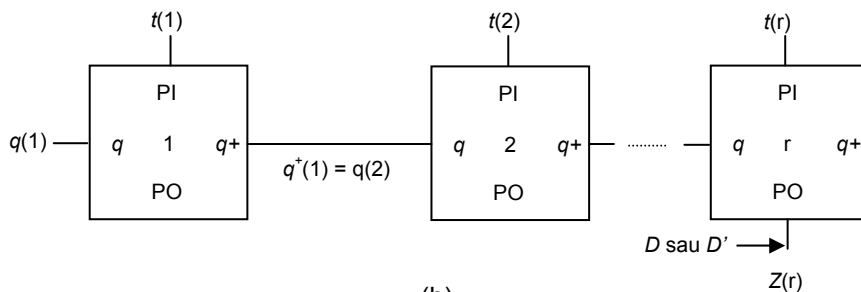 t(1) t(2) t(r)
PI PI PI
q(1) q 1 q+ q 2 q+ ........... q r q+
q⁺(1) = q(2)
PO PO PO
D sau D’
Z(r)